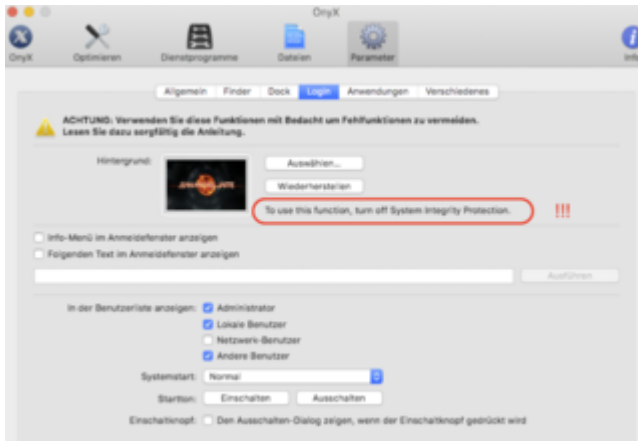 OnyX
OnyX Optimieren Dienstprogramme Dateien Parameter Info
Allgemein Finder Dock Login Anwendungen Verschiedenes
ACHTUNG: Verwenden Sie diese Funktionen mit Bedacht um Fehlfunktionen zu vermeiden.
Lesen Sie dazu sorgfältig die Anleitung.
Hintergrund:
Auswählen...
Wiederherstellen
To use this function, turn off System Integrity Protection. !!!
Info-Menü im Anmeldefenster anzeigen
Folgenden Text im Anmeldefenster anzeigen
Ausführen
In der Benutzerliste anzeigen: Administrator
Lokale Benutzer
Netzwerk-Benutzer
Andere Benutzer
Systemstart: Normal
Startton: Einschalten Ausschalten
Einschaltknopf: Den Ausschalten-Dialog zeigen, wenn der Einschaltknopf gedrückt wird